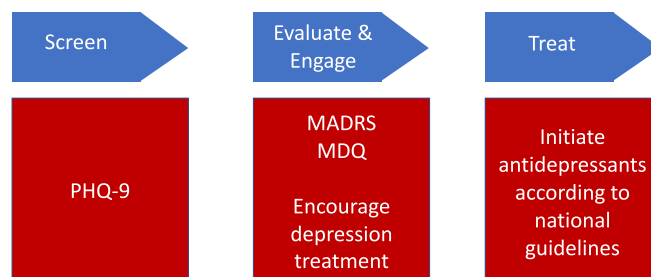 Screen
Evaluate &
Engage
Treat
PHQ-9
MADRS
MDQ
Encourage
depression
treatment
Initiate
antidepressants
according to
national
guidelines